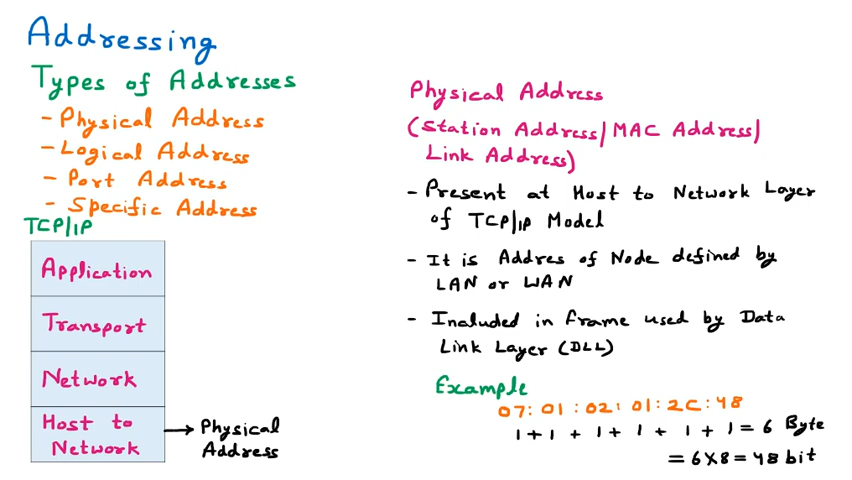 Addressing
Types of Addresses
- Physical Address
- Logical Address
- Port Address
- Specific Address
TCP/IP
Application
Transport
Network
Host to
Network
Physical
Address
Physical Address
(Station Address/MAC Address/
Link Address)
- Present at Host to Network Layer
of TCP/IP Model
- It is Addres of Node defined by
LAN or WAN
- Included in frame used by Data
Link Layer (DLL)
Example
07:01:02:01:2C:48
1+1+1+1+1+1=6 Byte
=6X8=48 bit